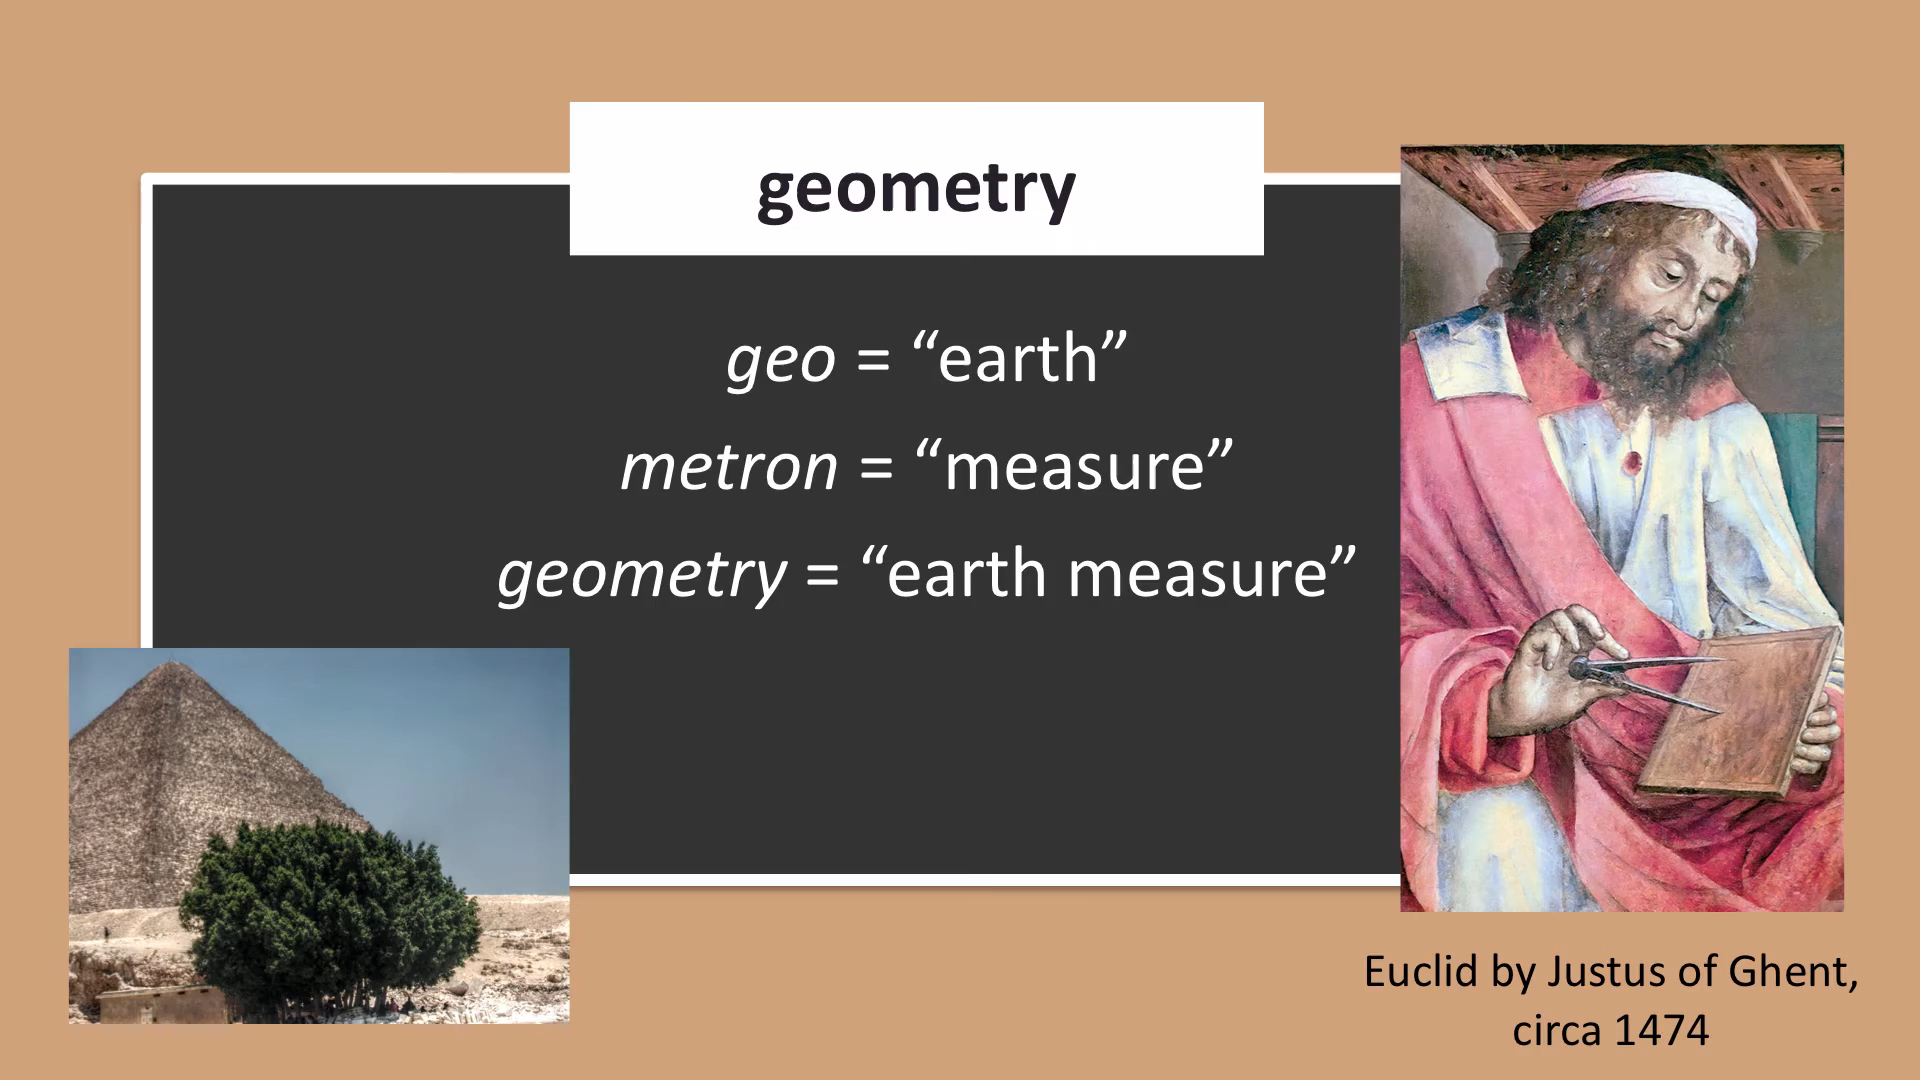 geometry
geo = “earth”
metron = “measure”
geometry = “earth measure”
Euclid by Justus of Ghent,
circa 1474